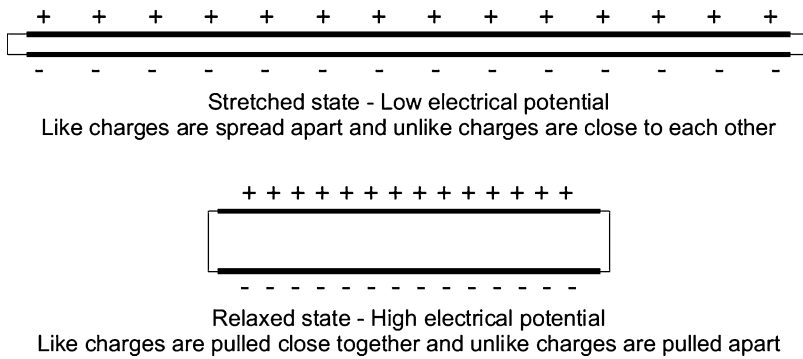 + + + + + + + + + + + + + +
- - - - - - - - - - - - - -
Stretched state - Low electrical potential
Like charges are spread apart and unlike charges are close to each other
+ + + + + + + + + + + + + +
- - - - - - - - - - - - - -
Relaxed state - High electrical potential
Like charges are pulled close together and unlike charges are pulled apart